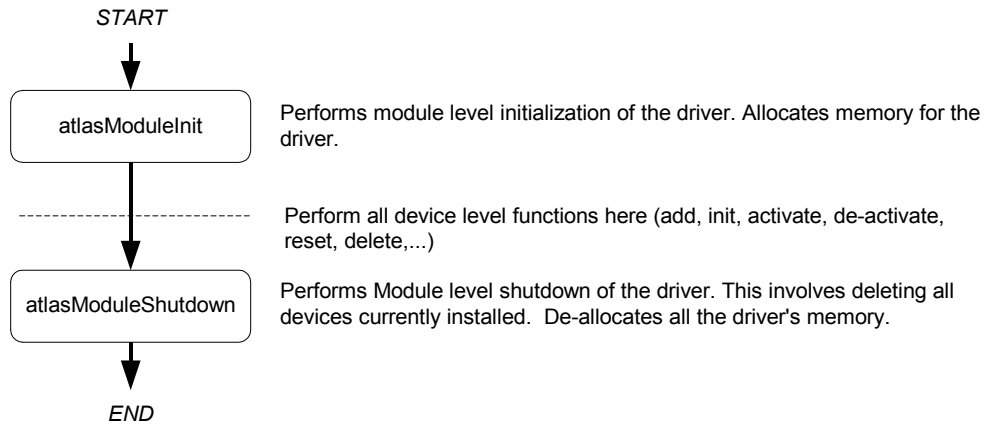 START
atlasModuleInit
Performs module level initialization of the driver. Allocates memory for the
driver.
Perform all device level functions here (add, init, activate, de-activate,
reset, delete,...)
atlasModuleShutdown
Performs Module level shutdown of the driver. This involves deleting all
devices currently installed.  De-allocates all the driver's memory.
END